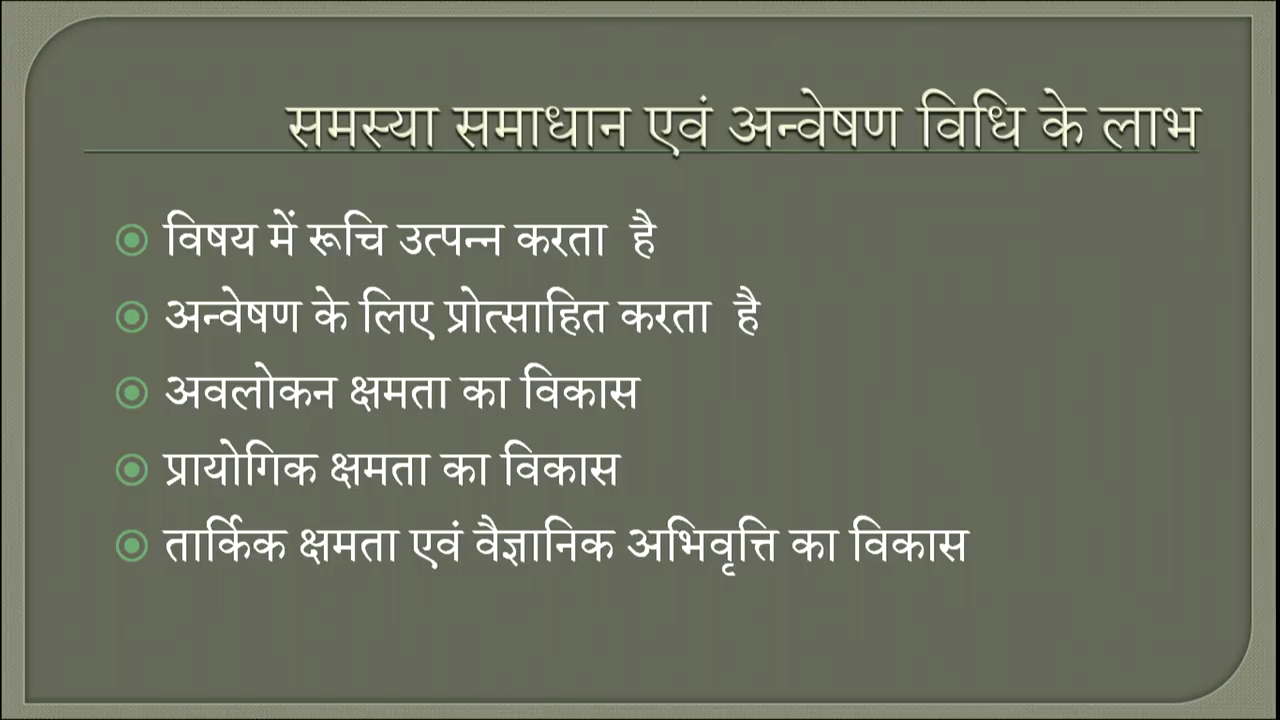 समस्या समाधान एवं अन्वेषण विधि के लाभ
विषय में रूचि उत्पन्न करता है
अन्वेषण के लिए प्रोत्साहित करता है
अवलोकन क्षमता का विकास
प्रायोगिक क्षमता का विकास
तार्किक क्षमता एवं वैज्ञानिक अभिवृत्ति का विकास